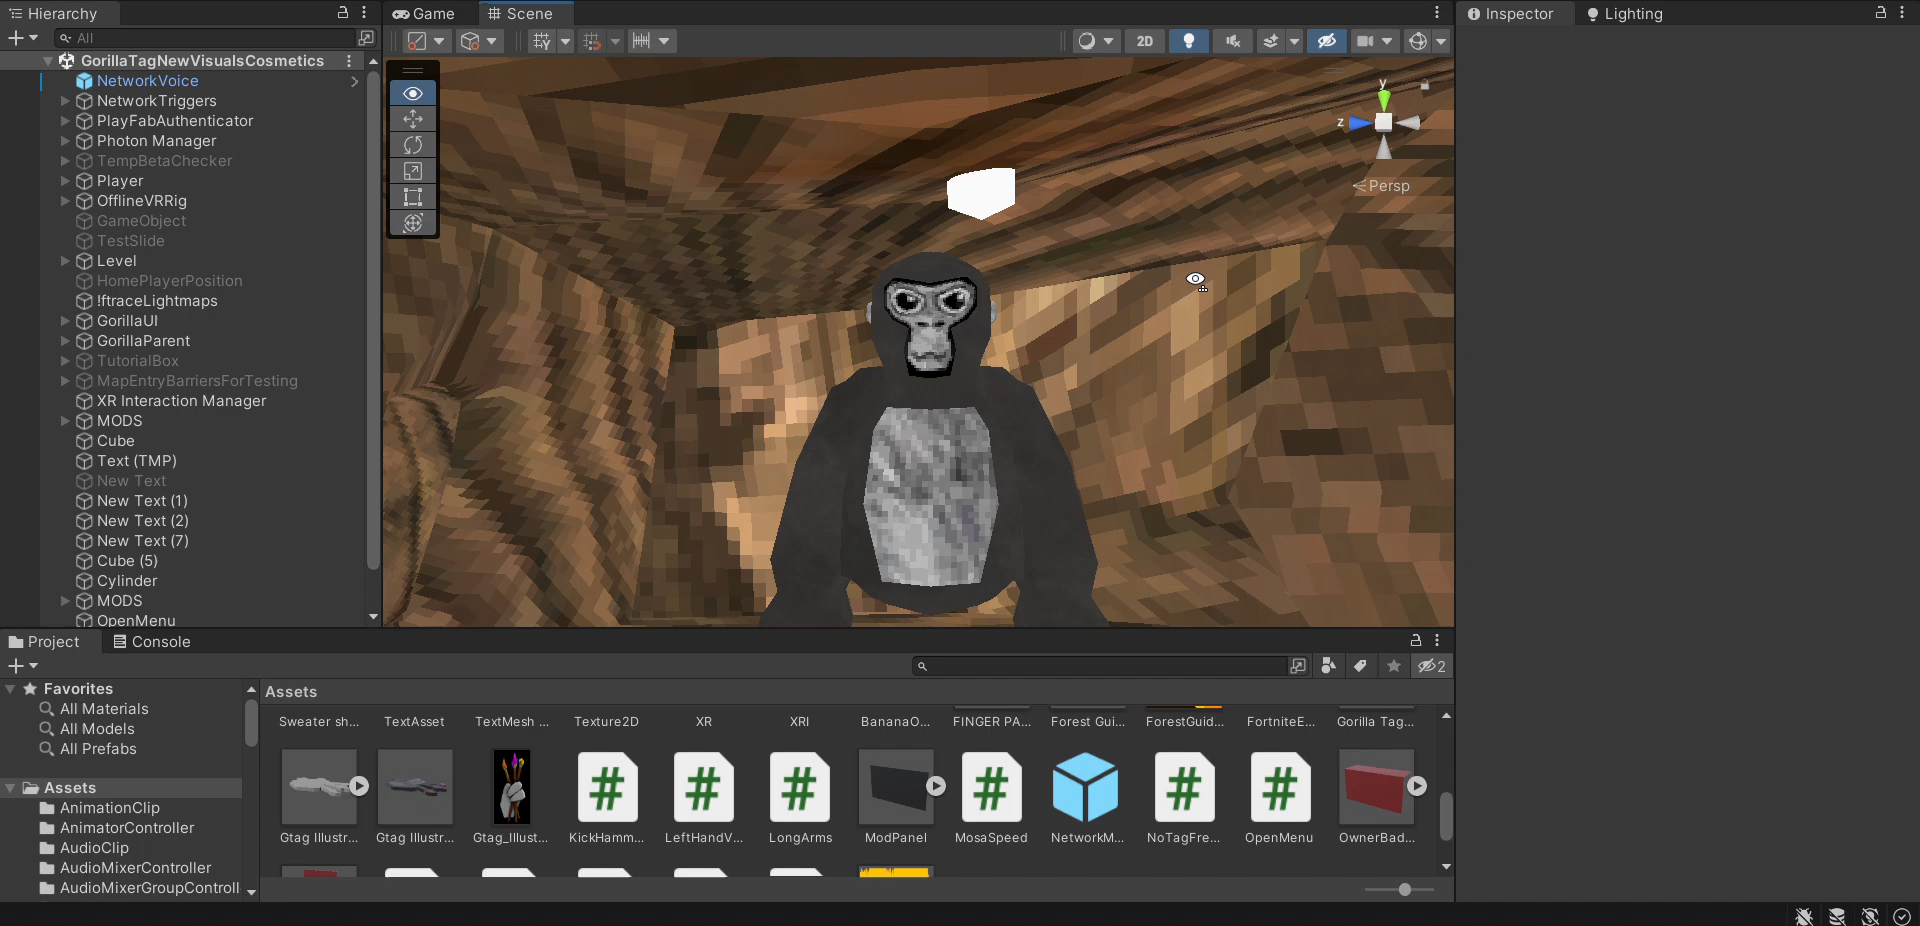 Hierarchy
All
GorillaTagNewVisualsCosmetics
NetworkVoice
NetworkTriggers
PlayFabAuthenticator
Photon Manager
TempBetaChecker
Player
OfflineVRRig
GameObject
TestSlide
Level
HomePlayerPosition
!ftraceLightmaps
GorillaUI
GorillaParent
TutorialBox
MapEntryBarriersForTesting
XR Interaction Manager
MODS
Cube
Text (TMP)
New Text
New Text (1)
New Text (2)
New Text (7)
Cube (5)
Cylinder
MODS
OpenMenu
Game Scene
2D
y
z
Persp
Inspector Lighting
Project Console
2
Favorites
All Materials
All Models
All Prefabs
Assets
AnimationClip
AnimatorController
AudioClip
AudioMixerController
AudioMixerGroupControll
Assets
Sweater sh... TextAsset TextMesh ... Texture2D XR XRI BananaO... FINGER PA... Forest Gui... ForestGuid... FortniteE... Gorilla Tag...
Gtag Illustr... Gtag Illustr... Gtag_Illust... KickHamm... LeftHandV... LongArms ModPanel MosaSpeed NetworkM... NoTagFre... OpenMenu OwnerBad...